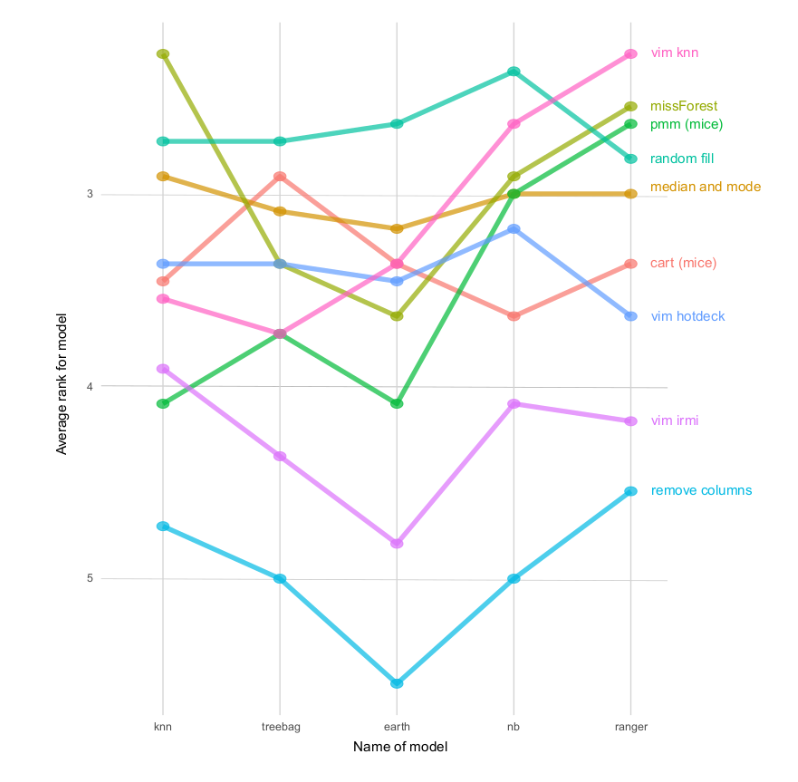 vim knn
missForest
pmm (mice)
random fill
median and mode
3
cart (mice)
vim hotdeck
Average rank for model
4
vim irmi
remove columns
5
knn treebag earth nb ranger
Name of model